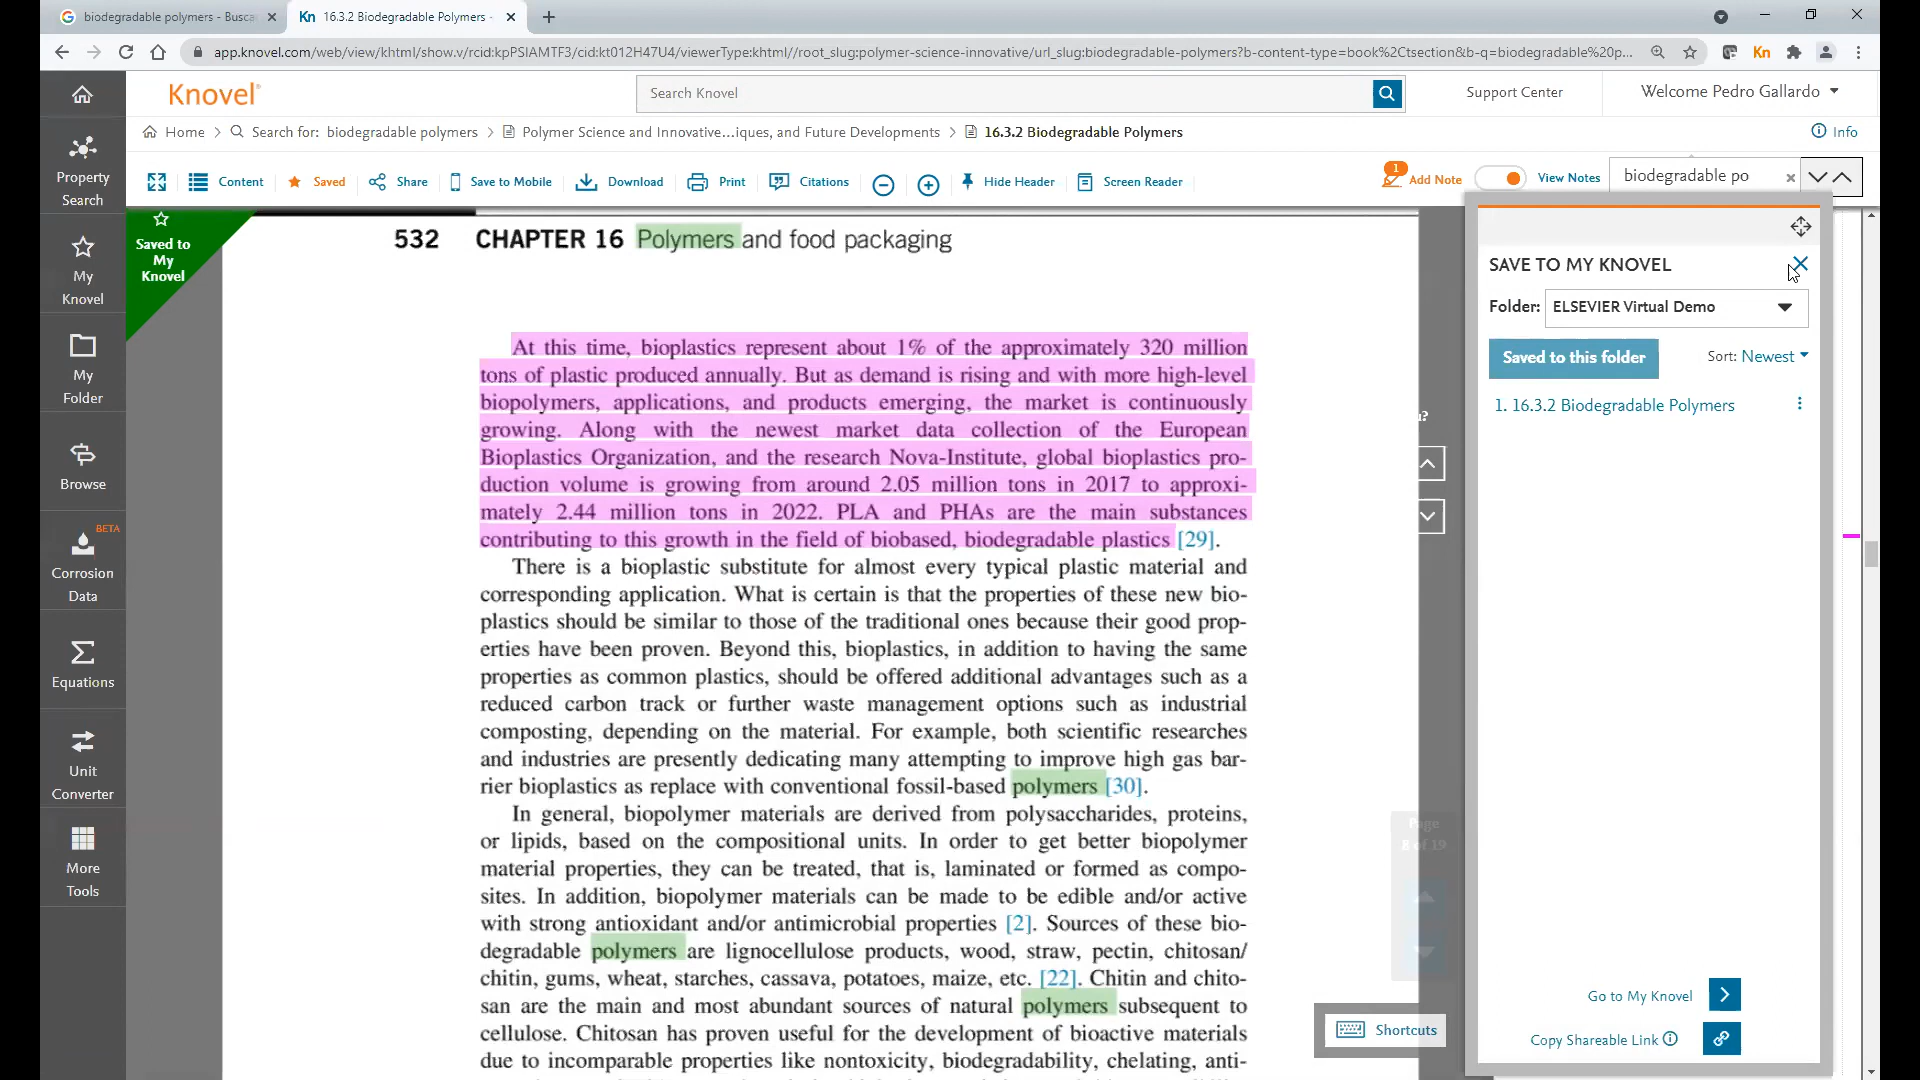 biodegradable polymers - Busca
16.3.2 Biodegradable Polymers -
app.knovel.com/web/view/khtml/show.v/rcid:kpPSIAMTF3/cid:kt012H47U4/viewerType:khtml//root_slug:polymer-science-innovative/url_slug:biodegradable-polymers?b-content-type=book%2Ctsection&b-q=biodegradable%20p...
Knovel
Search Knovel
Support Center
Welcome Pedro Gallardo
Home > Search for: biodegradable polymers > Polymer Science and Innovative...iques, and Future Developments > 16.3.2 Biodegradable Polymers
Info
Content
Saved
Share
Save to Mobile
Download
Print
Citations
Hide Header
Screen Reader
1
Add Note
View Notes
biodegradable po
Property
Search
My
Knovel
My
Folder
Browse
BETA
Corrosion
Data
Equations
Unit
Converter
More
Tools
Saved to
My
Knovel
532 CHAPTER 16 Polymers and food packaging
At this time, bioplastics represent about 1% of the approximately 320 million
tons of plastic produced annually. But as demand is rising and with more high-level
biopolymers, applications, and products emerging, the market is continuously
growing. Along with the newest market data collection of the European
Bioplastics Organization, and the research Nova-Institute, global bioplastics pro-
duction volume is growing from around 2.05 million tons in 2017 to approxi-
mately 2.44 million tons in 2022. PLA and PHAs are the main substances
contributing to this growth in the field of biobased, biodegradable plastics [29].
There is a bioplastic substitute for almost every typical plastic material and
corresponding application. What is certain is that the properties of these new bio-
plastics should be similar to those of the traditional ones because their good prop-
erties have been proven. Beyond this, bioplastics, in addition to having the same
properties as common plastics, should be offered additional advantages such as a
reduced carbon track or further waste management options such as industrial
composting, depending on the material. For example, both scientific researches
and industries are presently dedicating many attempting to improve high gas bar-
rier bioplastics as replace with conventional fossil-based polymers [30].
In general, biopolymer materials are derived from polysaccharides, proteins,
or lipids, based on the compositional units. In order to get better biopolymer
material properties, they can be treated, that is, laminated or formed as compo-
sites. In addition, biopolymer materials can be made to be edible and/or active
with strong antioxidant and/or antimicrobial properties [2]. Sources of these bio-
degradable polymers are lignocellulose products, wood, straw, pectin, chitosan/
chitin, gums, wheat, starches, cassava, potatoes, maize, etc. [22]. Chitin and chito-
san are the main and most abundant sources of natural polymers subsequent to
cellulose. Chitosan has proven useful for the development of bioactive materials
due to incomparable properties like nontoxicity, biodegradability, chelating, anti-
Page
8 of 19
Shortcuts
SAVE TO MY KNOVEL
Folder: ELSEVIER Virtual Demo
Saved to this folder
Sort: Newest
1. 16.3.2 Biodegradable Polymers
Go to My Knovel
Copy Shareable Link